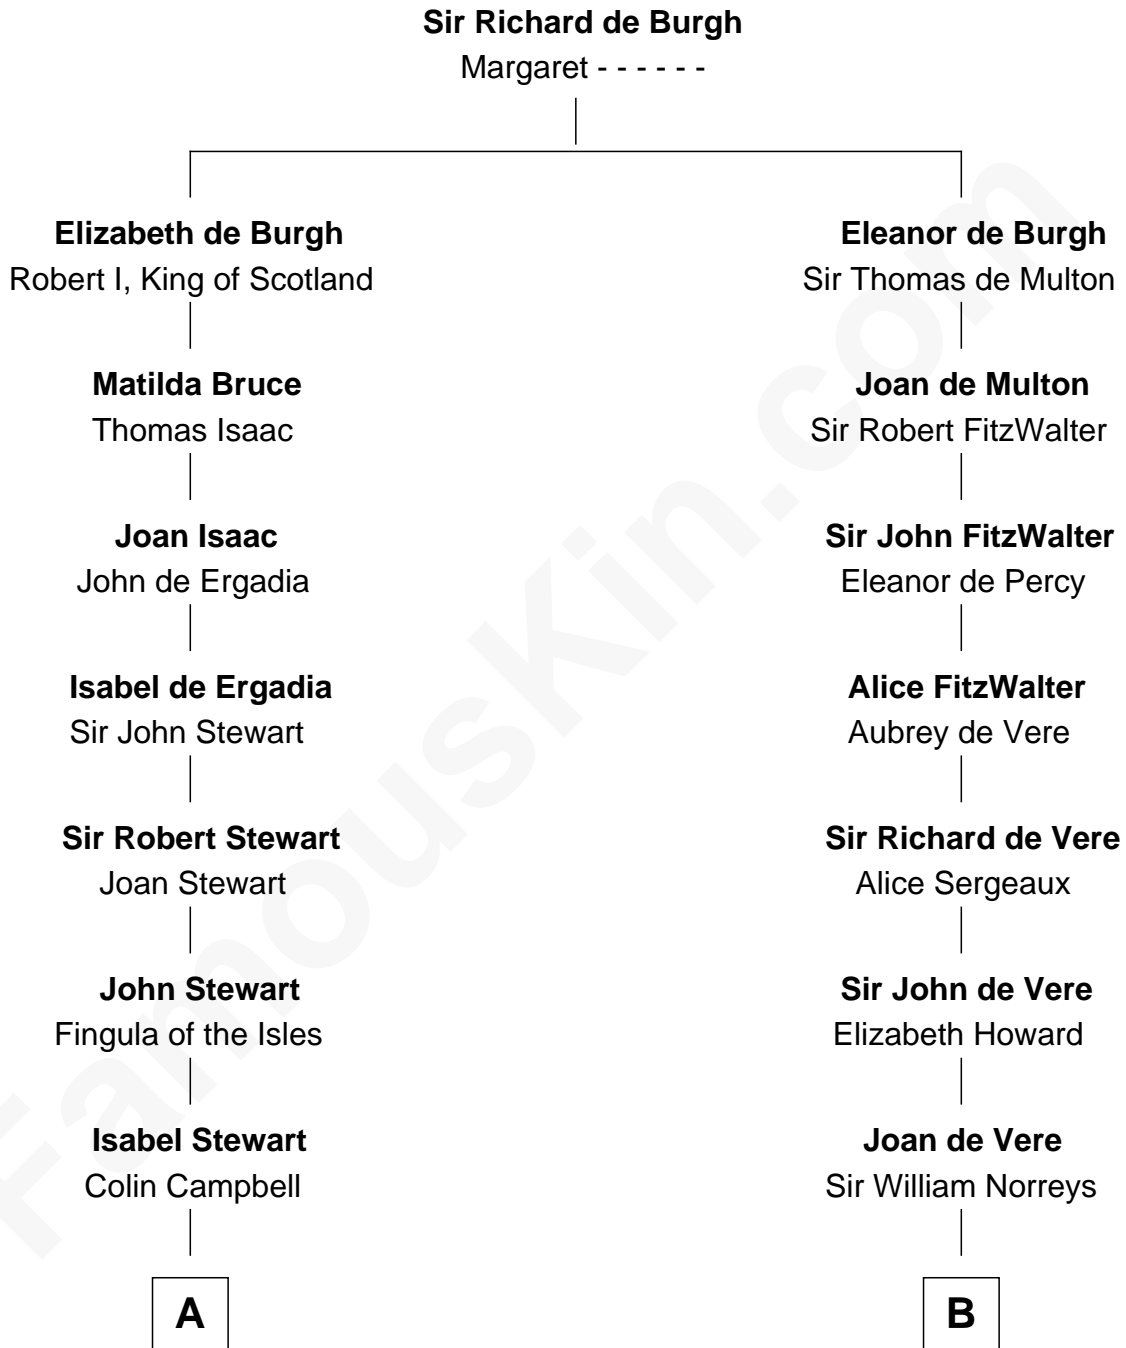 Sir Richard de Burgh
Margaret - - - - - -
Elizabeth de Burgh
Robert I, King of Scotland
Eleanor de Burgh
Sir Thomas de Multon
Matilda Bruce
Thomas Isaac
Joan de Multon
Sir Robert FitzWalter
Joan Isaac
John de Ergadia
Sir John FitzWalter
Eleanor de Percy
Isabel de Ergadia
Sir John Stewart
Alice FitzWalter
Aubrey de Vere
Sir Robert Stewart
Joan Stewart
Sir Richard de Vere
Alice Sergeaux
John Stewart
Fingula of the Isles
Sir John de Vere
Elizabeth Howard
Isabel Stewart
Colin Campbell
Joan de Vere
Sir William Norreys
A
B
FamousKin.com